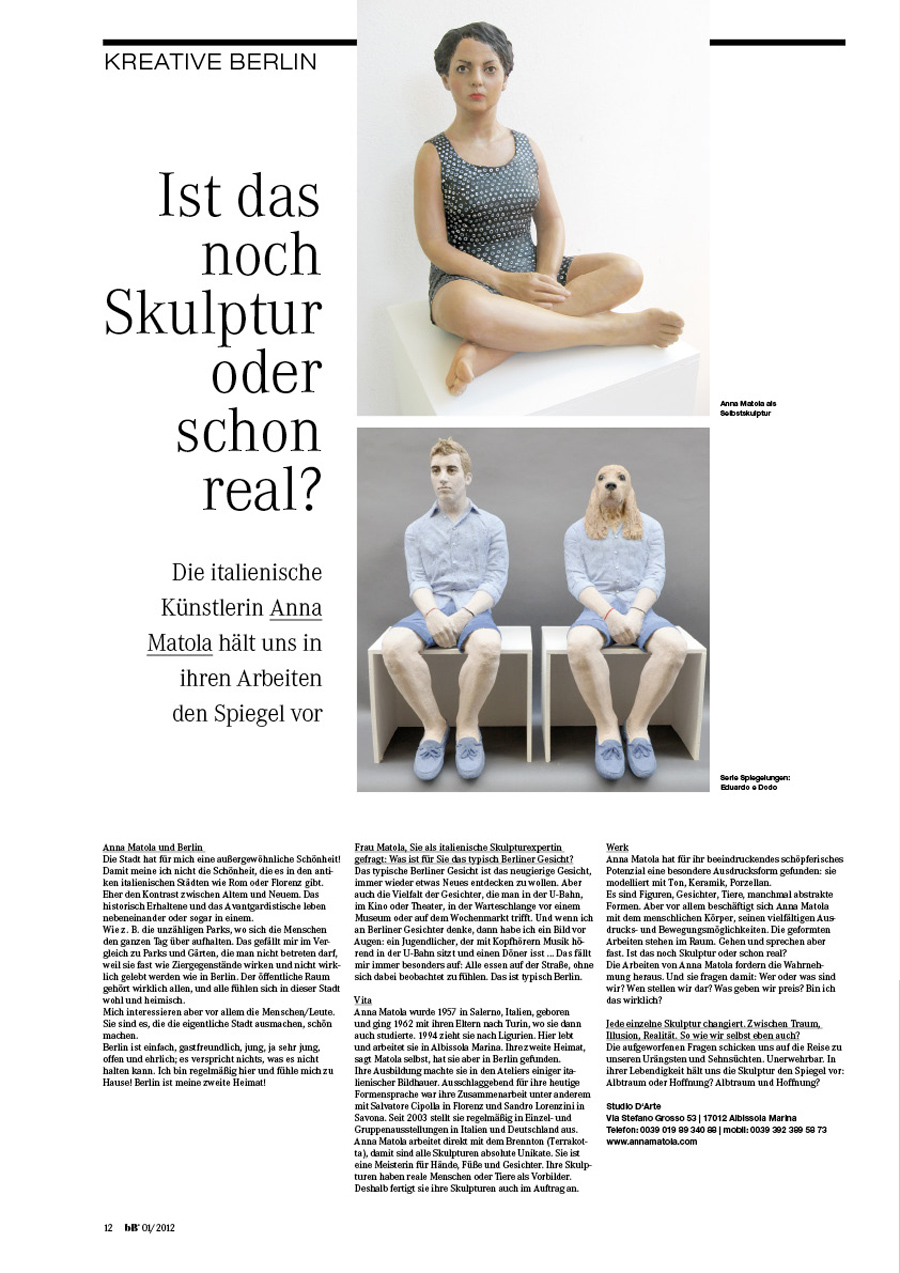 KREATIVE BERLIN
Ist das
noch
Skulptur
oder
schon
real?
Die italienische
Künstlerin Anna
Matola hält uns in
ihren Arbeiten
den Spiegel vor
Anna Matola als
Selbstskulptur
Serie Spiegelungen:
Eduardo e Dodo
Anna Matola und Berlin
Die Stadt hat für mich eine außergewöhnliche Schönheit!
Damit meine ich nicht die Schönheit, die es in den anti-
ken italienischen Städten wie Rom oder Florenz gibt.
Eher den Kontrast zwischen Altem und Neuem. Das
historisch Erhaltene und das Avantgardistische leben
nebeneinander oder sogar in einem.
Wie z. B. die unzähligen Parks, wo sich die Menschen
den ganzen Tag über aufhalten. Das gefällt mir im Ver-
gleich zu Parks und Gärten, die man nicht betreten darf,
weil sie fast wie Ziergegenstände wirken und nicht wirk-
lich gelebt werden wie in Berlin. Der öffentliche Raum
gehört wirklich allen, und alle fühlen sich in dieser Stadt
wohl und heimisch.
Mich interessieren aber vor allem die Menschen/Leute.
Sie sind es, die die eigentliche Stadt ausmachen, schön
machen.
Berlin ist einfach, gastfreundlich, jung, ja sehr jung,
offen und ehrlich; es verspricht nichts, was es nicht
halten kann. Ich bin regelmäßig hier und fühle mich zu
Hause! Berlin ist meine zweite Heimat!
Frau Matola, Sie als italienische Skulpturexpertin
gefragt: Was ist für Sie das typisch Berliner Gesicht?
Das typische Berliner Gesicht ist das neugierige Gesicht,
immer wieder etwas Neues entdecken zu wollen. Aber
auch die Vielfalt der Gesichter, die man in der U-Bahn,
im Kino oder Theater, in der Warteschlange vor einem
Museum oder auf dem Wochenmarkt trifft. Und wenn ich
an Berliner Gesichter denke, dann habe ich ein Bild vor
Augen: ein Jugendlicher, der mit Kopfhörern Musik hö-
rend in der U-Bahn sitzt und einen Döner isst ... Das fällt
mir immer besonders auf: Alle essen auf der Straße, ohne
sich dabei beobachtet zu fühlen. Das ist typisch Berlin.
Vita
Anna Matola wurde 1957 in Salerno, Italien, geboren
und ging 1962 mit ihren Eltern nach Turin, wo sie dann
auch studierte. 1994 zieht sie nach Ligurien. Hier lebt
und arbeitet sie in Albissola Marina. Ihre zweite Heimat,
sagt Matola selbst, hat sie aber in Berlin gefunden.
Ihre Ausbildung machte sie in den Ateliers einiger ita-
lienischer Bildhauer. Ausschlaggebend für ihre heutige
Formensprache war ihre Zusammenarbeit unter anderem
mit Salvatore Cipolla in Florenz und Sandro Lorenzini in
Savona. Seit 2003 stellt sie regelmäßig in Einzel- und
Gruppenausstellungen in Italien und Deutschland aus.
Anna Matola arbeitet direkt mit dem Brennton (Terrakot-
ta), damit sind alle Skulpturen absolute Unikate. Sie ist
eine Meisterin für Hände, Füße und Gesichter. Ihre Skulp-
turen haben reale Menschen oder Tiere als Vorbilder.
Deshalb fertigt sie ihre Skulpturen auch im Auftrag an.
Werk
Anna Matola hat für ihr beeindruckendes schöpferisches
Potenzial eine besondere Ausdrucksform gefunden: sie
modelliert mit Ton, Keramik, Porzellan.
Es sind Figuren, Gesichter, Tiere, manchmal abstrakte
Formen. Aber vor allem beschäftigt sich Anna Matola
mit dem menschlichen Körper, seinen vielfältigen Aus-
drucks- und Bewegungsmöglichkeiten. Die geformten
Arbeiten stehen im Raum. Gehen und sprechen aber
fast. Ist das noch Skulptur oder schon real?
Die Arbeiten von Anna Matola fordern die Wahrneh-
mung heraus. Und sie fragen damit: Wer oder was sind
wir? Wen stellen wir dar? Was geben wir preis? Bin ich
das wirklich?
Jede einzelne Skulptur changiert. Zwischen Traum,
Illusion, Realität. So wie wir selbst eben auch?
Die aufgeworfenen Fragen schicken uns auf die Reise zu
unseren Urängsten und Sehnsüchten. Unerwehrbar. In
ihrer Lebendigkeit hält uns die Skulptur den Spiegel vor:
Albtraum oder Hoffnung? Albtraum und Hoffnung?
Studio D'Arte
Via Stefano Grosso 53 | 17012 Albissola Marina
Telefon: 0039 019 89 340 88 | mobil: 0039 392 389 58 73
www.annamatola.com
12 bB° 01/2012